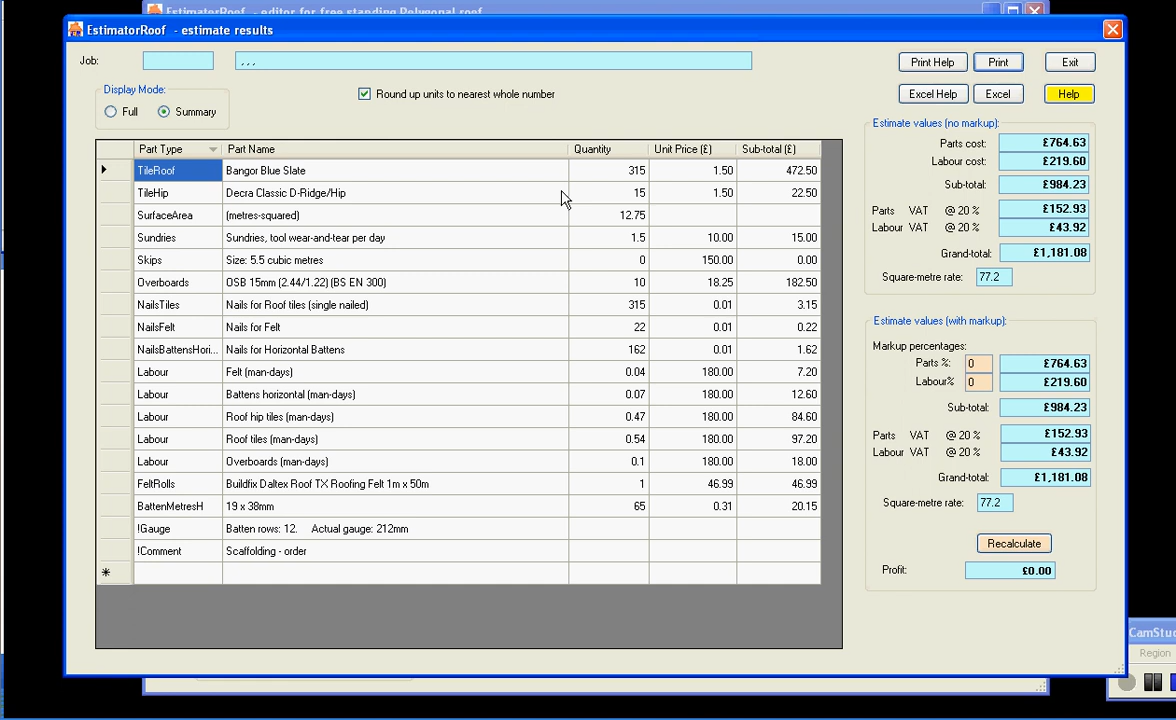 EstimatorRoof - editor for free standing Polygonal roof
EstimatorRoof - estimate results
Job: , , ,
Print Help Print Exit
Display Mode:
Full Summary
Round up units to nearest whole number
Excel Help Excel Help
Part Type Part Name Quantity Unit Price (£) Sub-total (£)
TileRoof Bangor Blue Slate 315 1.50 472.50
TileHip Decra Classic D-Ridge/Hip 15 1.50 22.50
SurfaceArea (metres-squared) 12.75
Sundries Sundries, tool wear-and-tear per day 1.5 10.00 15.00
Skips Size: 5.5 cubic metres 0 150.00 0.00
Overboards OSB 15mm (2.44/1.22) (BS EN 300) 10 18.25 182.50
NailsTiles Nails for Roof tiles (single nailed) 315 0.01 3.15
NailsFelt Nails for Felt 22 0.01 0.22
NailsBattensHori... Nails for Horizontal Battens 162 0.01 1.62
Labour Felt (man-days) 0.04 180.00 7.20
Labour Battens horizontal (man-days) 0.07 180.00 12.60
Labour Roof hip tiles (man-days) 0.47 180.00 84.60
Labour Roof tiles (man-days) 0.54 180.00 97.20
Labour Overboards (man-days) 0.1 180.00 18.00
FeltRolls Buildfix Daltex Roof TX Roofing Felt 1m x 50m 1 46.99 46.99
BattenMetresH 19 x 38mm 65 0.31 20.15
!Gauge Batten rows: 12. Actual gauge: 212mm
!Comment Scaffolding - order
Estimate values (no markup):
Parts cost: £764.63
Labour cost: £219.60
Sub-total: £984.23
Parts VAT @ 20 % £152.93
Labour VAT @ 20 % £43.92
Grand-total: £1,181.08
Square-metre rate: 77.2
Estimate values (with markup):
Markup percentages:
Parts %: 0 £764.63
Labour% 0 £219.60
Sub-total: £984.23
Parts VAT @ 20 % £152.93
Labour VAT @ 20 % £43.92
Grand-total: £1,181.08
Square-metre rate: 77.2
Recalculate
Profit: £0.00
CamStu
Region